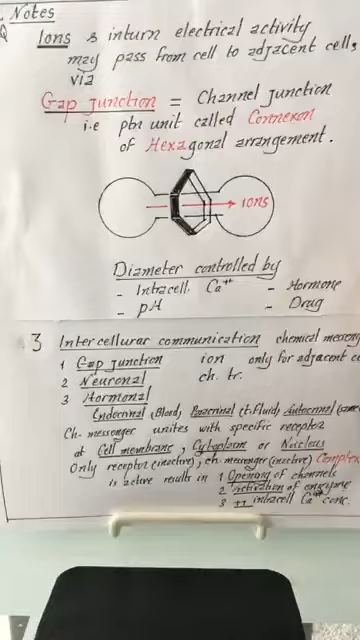 Notes
Ions & inturn electrical activity
may pass from cell to adjacent cell,
via
Gap junction = Channel junction
i.e ptn unit called Connexon
of Hexagonal arrangement.
Ions
Diameter controlled by
- Intracell. Ca++ - Hormone
- pH - Drug
3 Intercellular communication chemical messeng
1 Gap junction ion only for adjacent ce
2 Neuronal ch. tr.
3 Hormonal
Endocrinal (Blood) Paracrinal (t.fluid) Autocrinal (same
Ch. messenger unites with specific receptor
at Cell membrane, Cytoplasm or Nucleus
Only receptor (inactive), ch. messenger (inactive) Complex
is active results in 1 Opening of channels
2 activation of enzyme
3 ↑↑ intracell Ca++ conc.